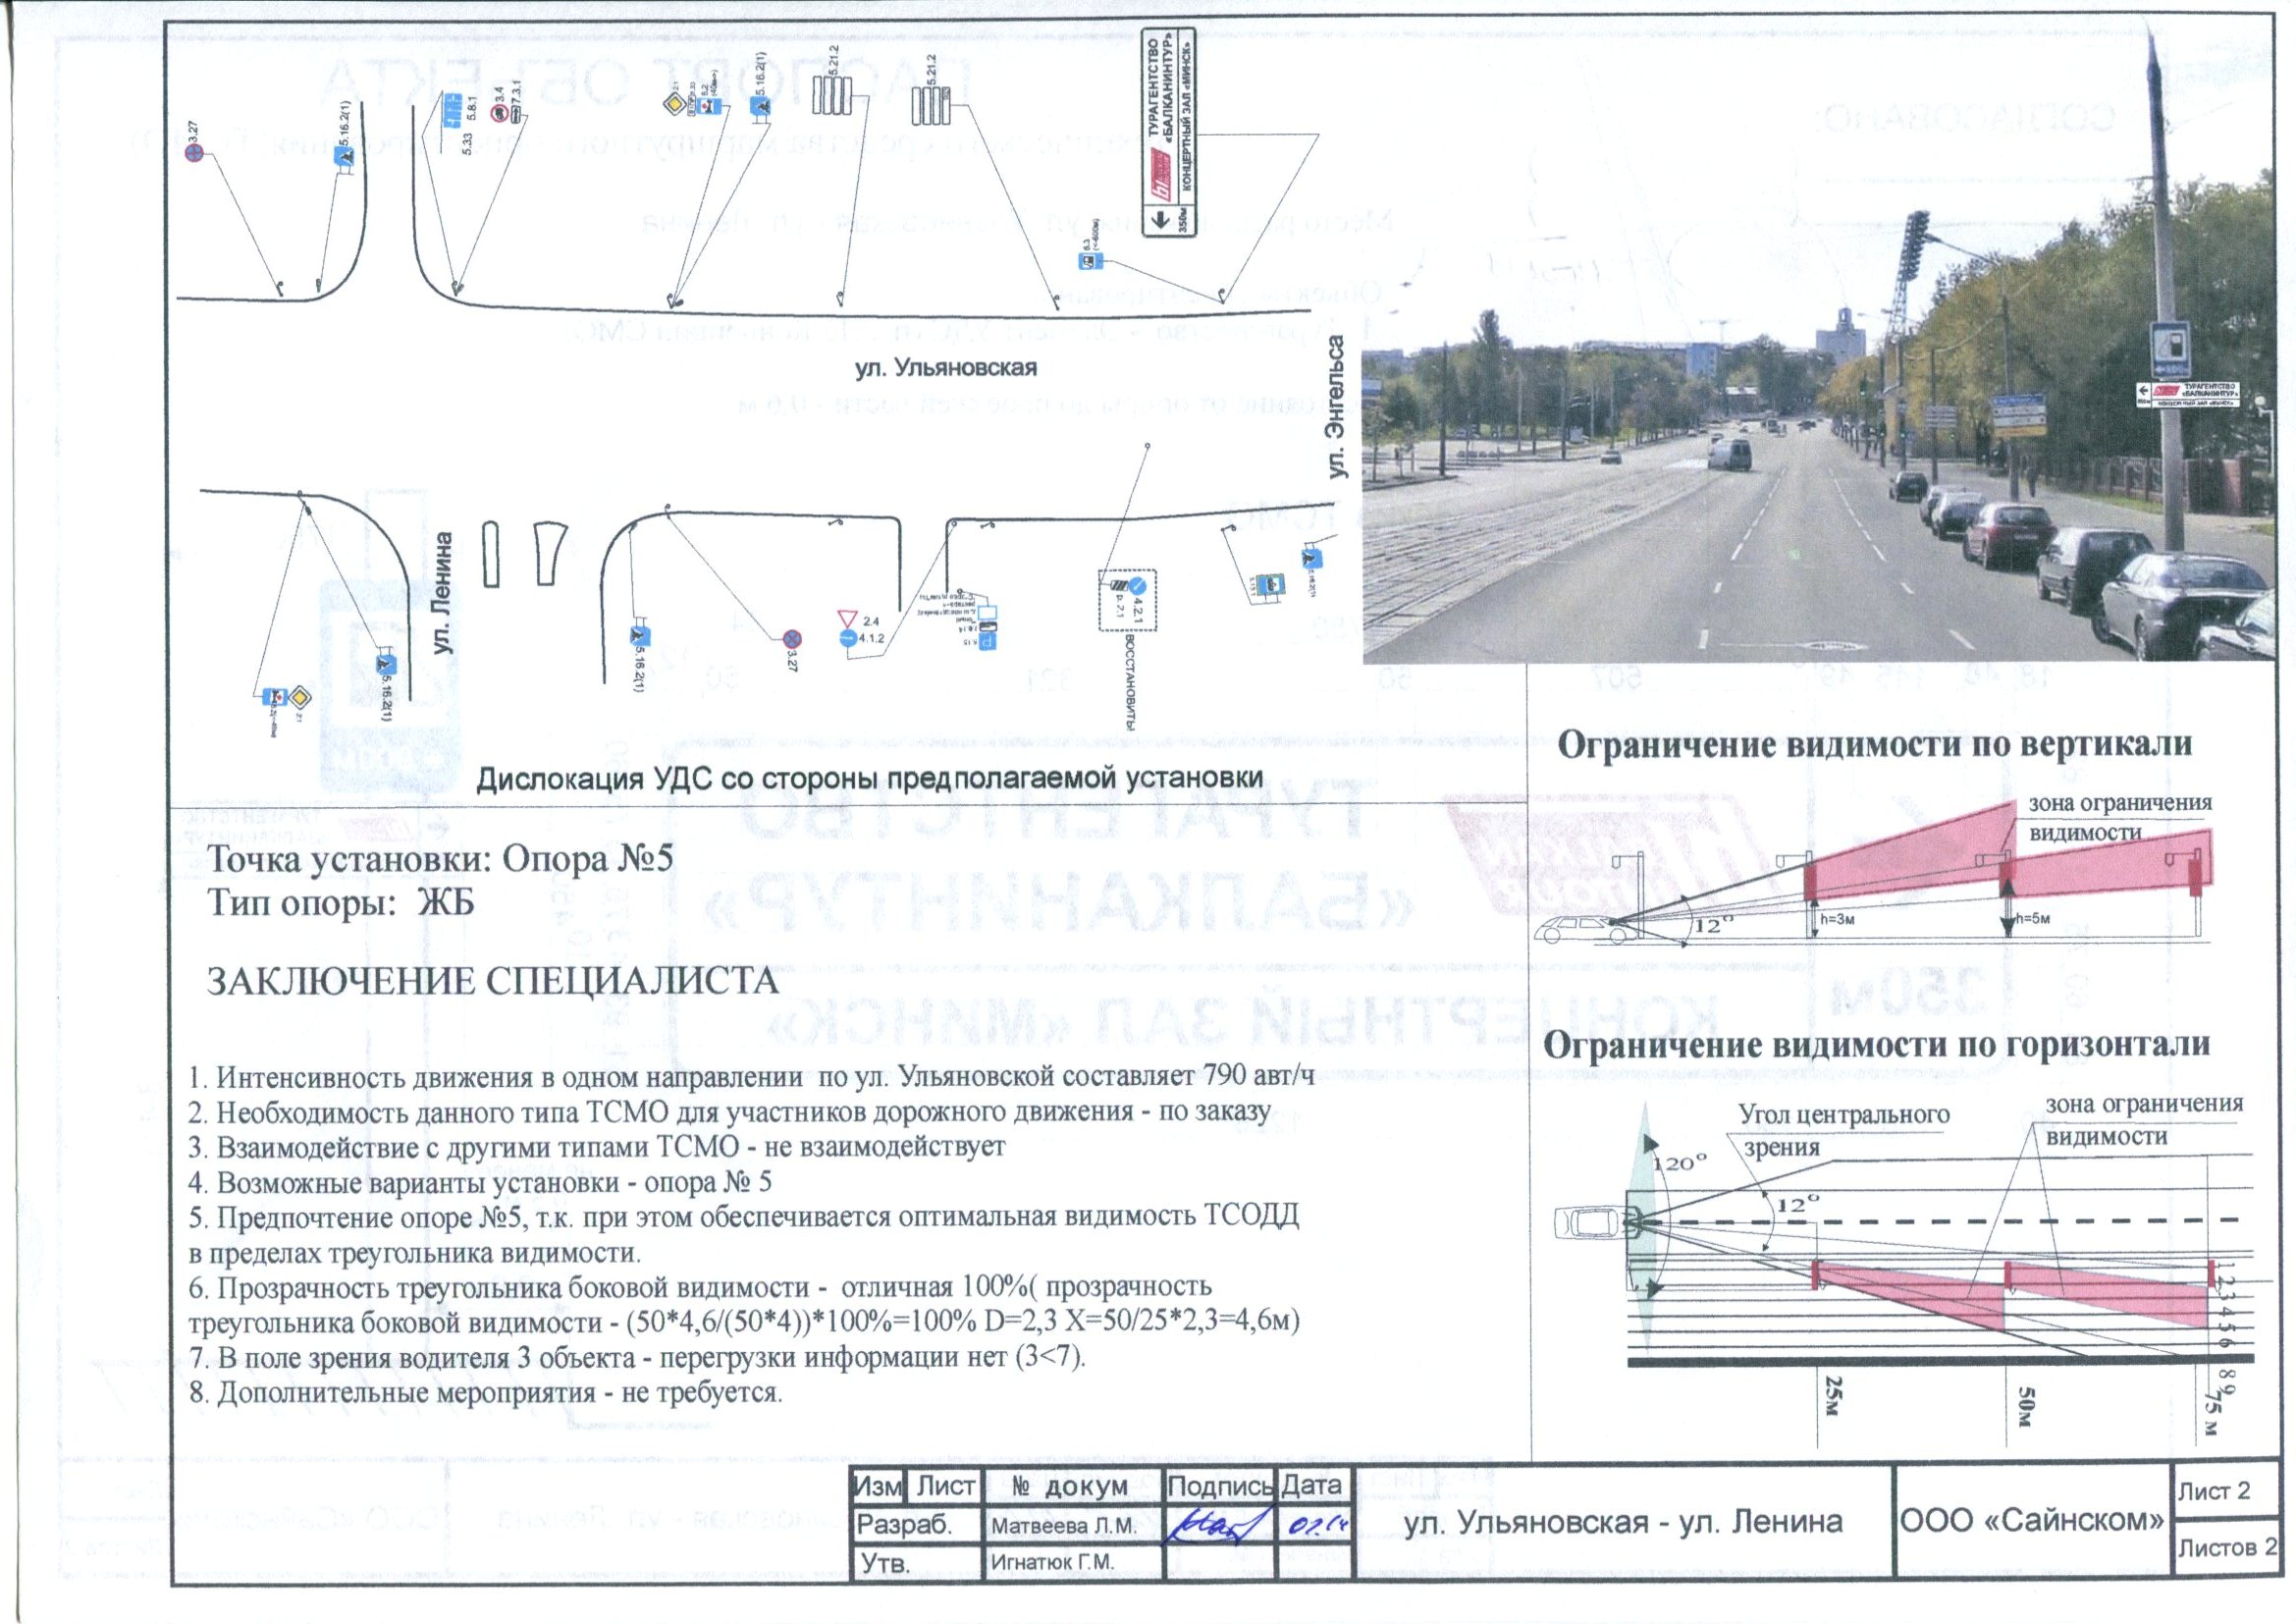 3.27
5.16.2(1)
5.33
5.8.1
3.4
7.3.1
2.1
5.16.2(1)
5.21.2
5.21.2
ТУРАГЕНТСТВО
«БАЛКАНИНТУР»
КОНЦЕРТНЫЙ ЗАЛ «МИНСК»
350м
ул. Ульяновская
ул. Энгельса
ул. Ленина
5.16.2(1)
2.1
5.16.2(1)
3.27
2.4
4.1.2
4.2.1
ВОССТАНОВИТЬ
ТУРАГЕНТСТВО
«БАЛКАНИНТУР»
КОНЦЕРТНЫЙ ЗАЛ «МИНСК»
Дислокация УДС со стороны предполагаемой установки
Точка установки: Опора №5
Тип опоры: ЖБ
ЗАКЛЮЧЕНИЕ СПЕЦИАЛИСТА
1. Интенсивность движения в одном направлении по ул. Ульяновской составляет 790 авт/ч
2. Необходимость данного типа ТСМО для участников дорожного движения - по заказу
3. Взаимодействие с другими типами ТСМО - не взаимодействует
4. Возможные варианты установки - опора № 5
5. Предпочтение опоре №5, т.к. при этом обеспечивается оптимальная видимость ТСОДД
в пределах треугольника видимости.
6. Прозрачность треугольника боковой видимости - отличная 100%( прозрачность
треугольника боковой видимости - (50*4,6/(50*4))*100%=100% D=2,3 X=50/25*2,3=4,6м)
7. В поле зрения водителя 3 объекта - перегрузки информации нет (3<7).
8. Дополнительные мероприятия - не требуется.
Ограничение видимости по вертикали
зона ограничения
видимости
12°
h=3м
h=5м
Ограничение видимости по горизонтали
Угол центрального
зрения
зона ограничения
видимости
120°
12°
1
2
3
4
5
6
8
9
25м
50м
75 м
Изм Лист № докум Подпись Дата
Разраб. Матвеева Л.М.
Утв. Игнатюк Г.М.
ул. Ульяновская - ул. Ленина
ООО «Сайнском»
Лист 2
Листов 2